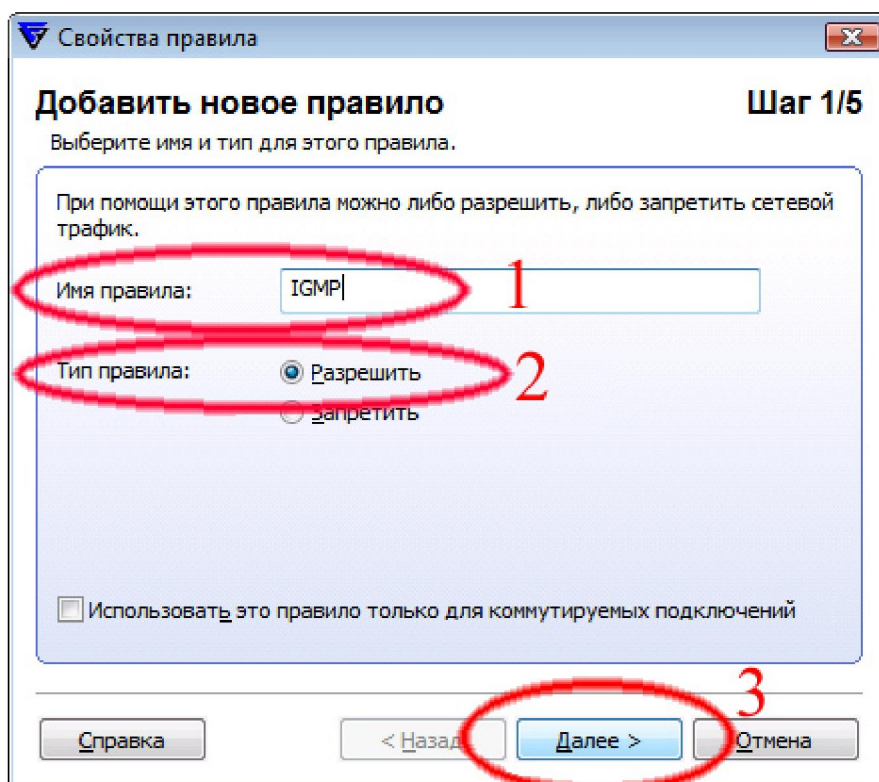 Свойства правила
Добавить новое правило
Шаг 1/5
Выберите имя и тип для этого правила.
При помощи этого правила можно либо разрешить, либо запретить сетевой
трафик.
Имя правила: IGMP 1
Тип правила: Разрешить 2
Запретить
Использовать это правило только для коммутируемых подключений
3
Справка < Назад Далее > Отмена